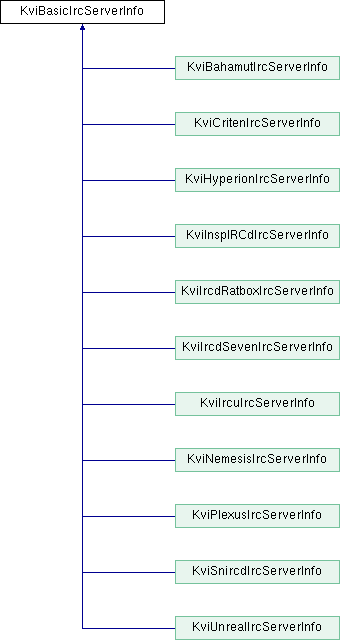 KviBasicIrcServerInfo
KviBahamutIrcServerInfo
KviCritenIrcServerInfo
KviHyperionIrcServerInfo
KviInspIRCdIrcServerInfo
KviIrcdRatboxIrcServerInfo
KviIrcdSevenIrcServerInfo
KviIrcuIrcServerInfo
KviNemesisIrcServerInfo
KviPlexusIrcServerInfo
KviSnircdIrcServerInfo
KviUnrealIrcServerInfo